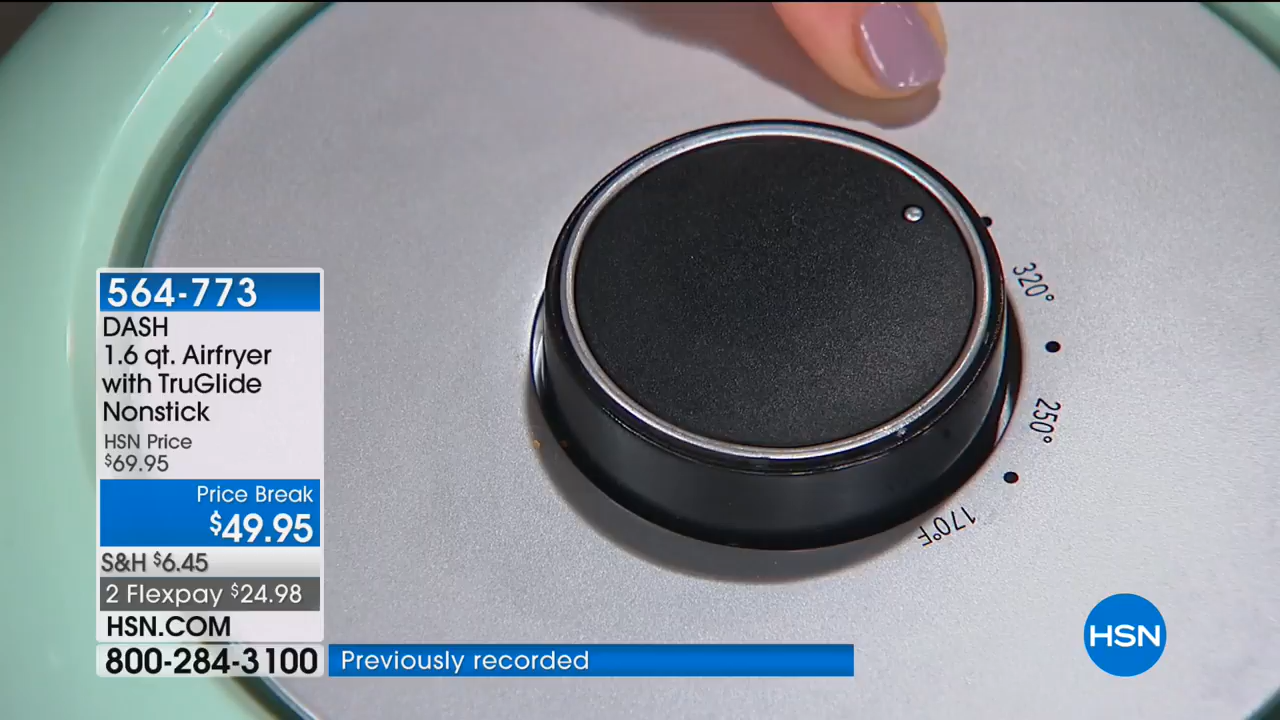 564-773
DASH
1.6 qt. Airfryer
with TruGlide
Nonstick
HSN Price
$69.95
Price Break
$49.95
S&H $6.45
2 Flexpay $24.98
HSN.COM
800-284-3100
Previously recorded
320°
250°
170°F
HSN